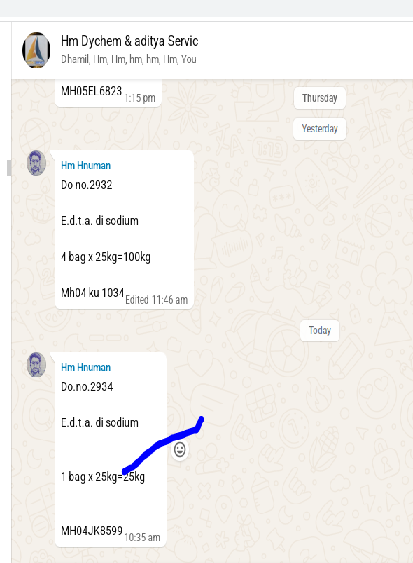 Hm Dychem & aditya Servic
Dhamil, Hm, Hm, hm, hm, Hm, You
MH05EL6823 1:15 pm
Thursday
Yesterday
Hm Hnuman
Do no.2932
E.d.t.a. di sodium
4 bag x 25kg=100kg
Mh04 ku 1034 Edited 11:46 am
Today
Hm Hnuman
Do.no.2934
E.d.t.a. di sodium
1 bag x 25kg=25kg
MH04JK8599 10:35 am